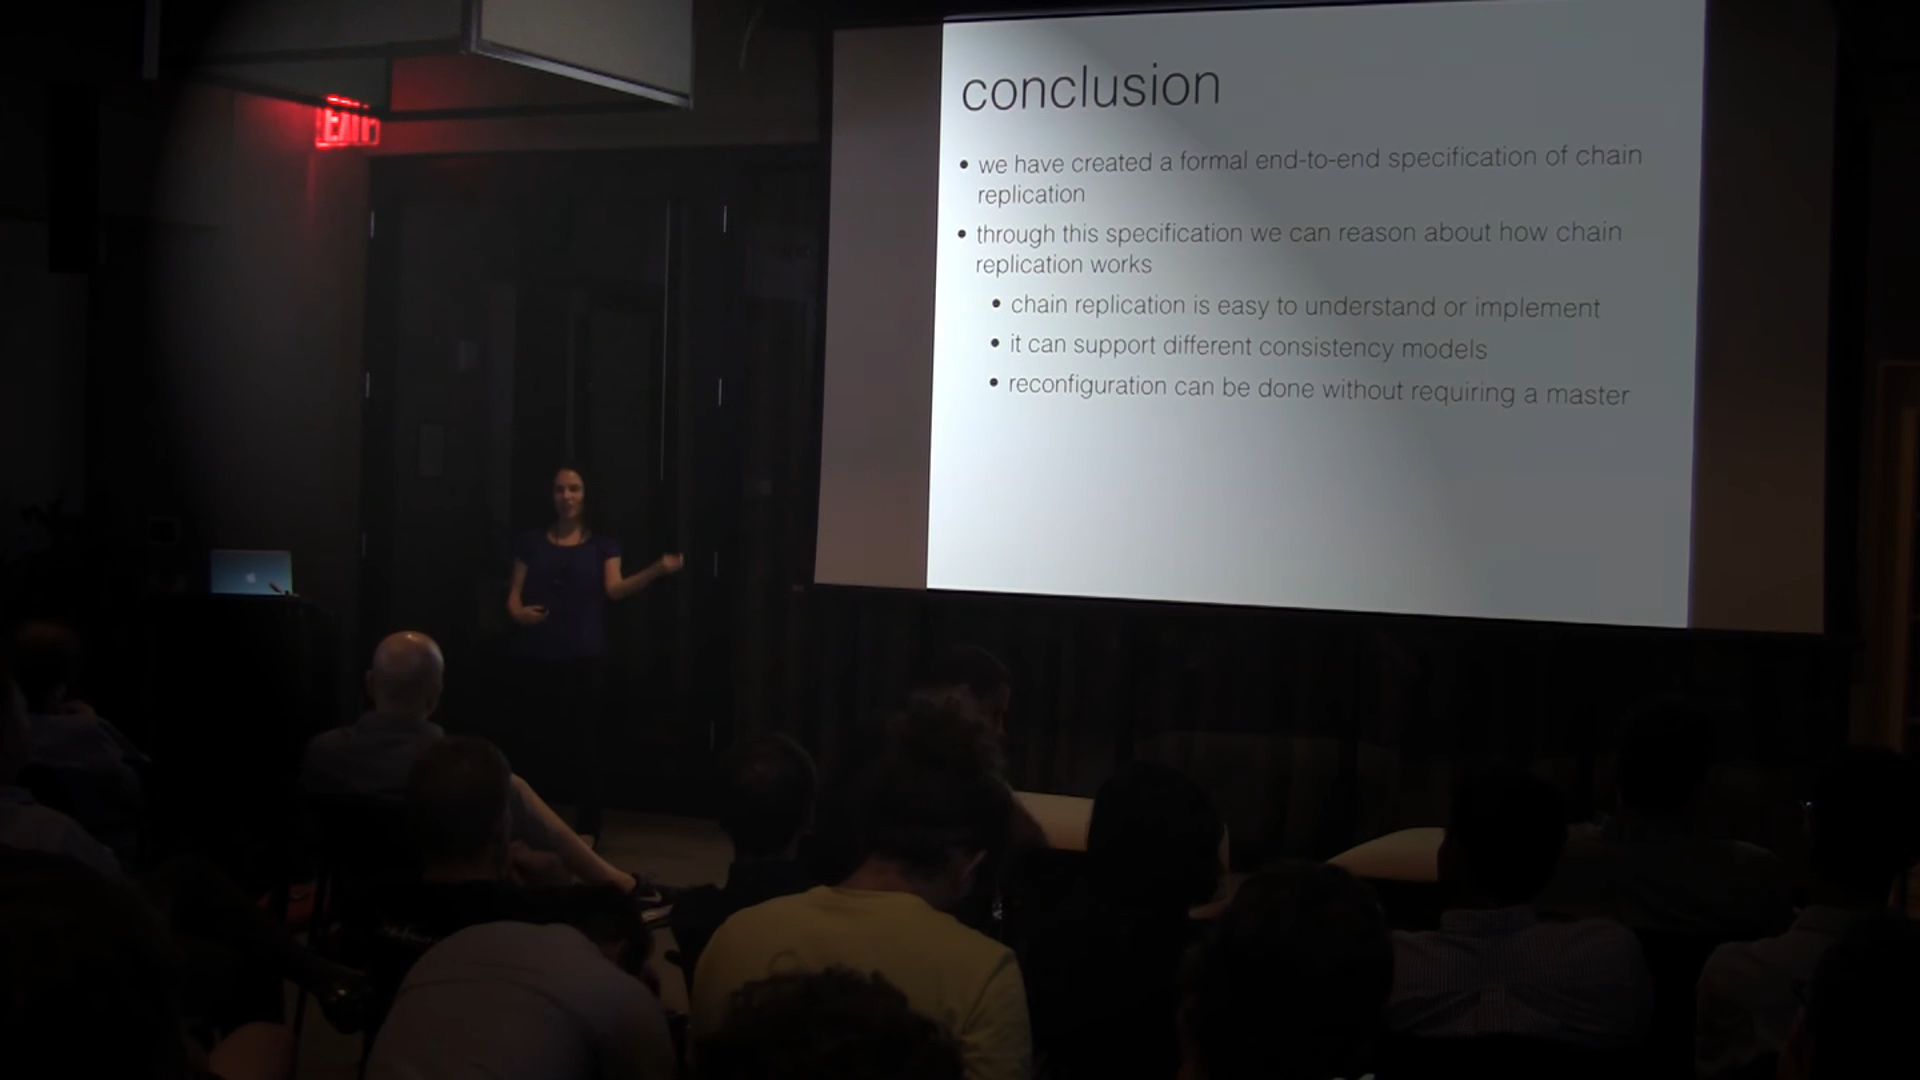 EXIT
conclusion
• we have created a formal end-to-end specification of chain
replication
• through this specification we can reason about how chain
replication works
• chain replication is easy to understand or implement
• it can support different consistency models
• reconfiguration can be done without requiring a master